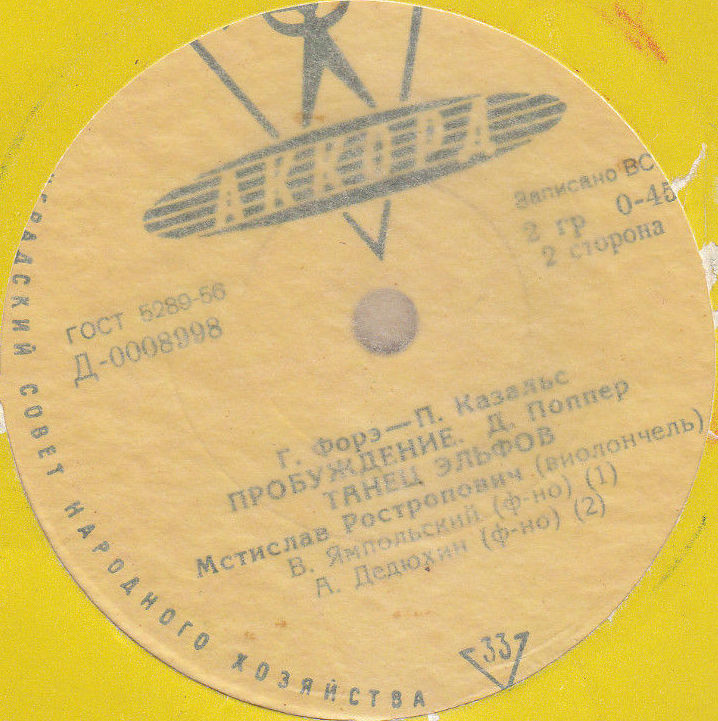 АККОРД
Записано ВС
2 гр 0-45
2 сторона
ГОСТ 5289-56
Д-0008998
Г. Форэ—П. Казальс
ПРОБУЖДЕНИЕ. Д. Поппер
ТАНЕЦ ЭЛЬФОВ
Мстислав Ростропович (виолончель)
В. Ямпольский (ф-но) (1)
А. Дедюхин (ф-но) (2)
ГРАДСКИЙ СОВЕТ НАРОДНОГО ХОЗЯЙСТВА
33